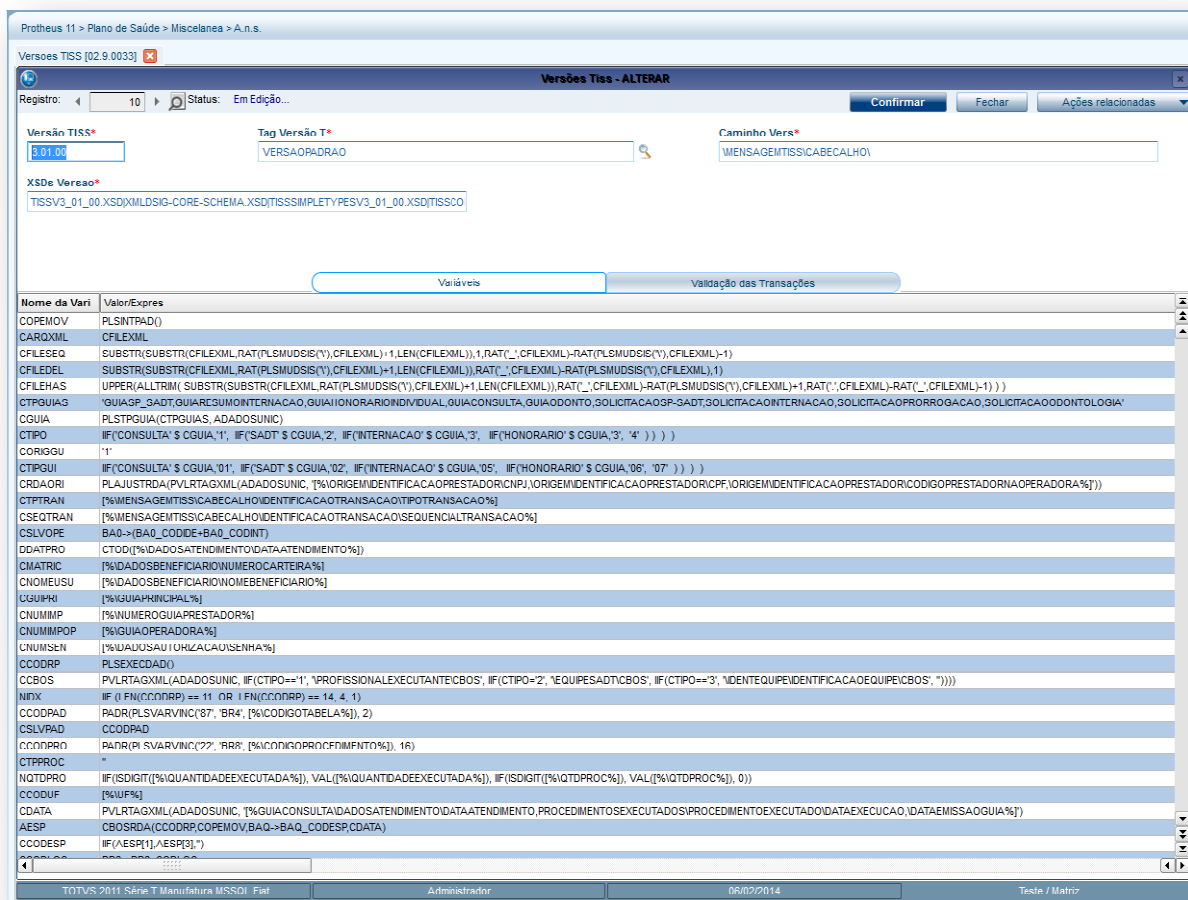 Protheus 11 > Plano de Saúde > Miscelanea > A.n.s.
Versoes TISS [02.9.0033]
Versões Tiss - ALTERAR
Registro: 10 Status: Em Edição... Confirmar Fechar Ações relacionadas
Versão TISS* Tag Versão T* Caminho Vers*
3.01.00 VERSAOPADRAO \MENSAGEMTISS\CABECALHO\
XSDs Versao*
TISSV3_01_00.XSD|XMLDSIG-CORE-SCHEMA.XSD|TISSSIMPLETYPESV3_01_00.XSD|TISSCO
Variáveis Validação das Transações
Nome da Vari Valor/Expres
COPEMOV PLSINTPAD()
CARQXML CFILEXML
CFILESEQ SUBSTR(SUBSTR(CFILEXML,RAT(PLSMUDSIS('\'),CFILEXML)+1,LEN(CFILEXML)),1,RAT('_',CFILEXML)-RAT(PLSMUDSIS('\'),CFILEXML)-1)
CFILEDEL SUBSTR(SUBSTR(CFILEXML,RAT(PLSMUDSIS('\'),CFILEXML)+1,LEN(CFILEXML)),RAT('_',CFILEXML)-RAT(PLSMUDSIS('\'),CFILEXML),1)
CFILEHAS UPPER(ALLTRIM( SUBSTR(SUBSTR(CFILEXML,RAT(PLSMUDSIS('\'),CFILEXML)+1,LEN(CFILEXML)),RAT('_',CFILEXML)-RAT(PLSMUDSIS('\'),CFILEXML)+1,RAT('.',CFILEXML)-RAT('_',CFILEXML)-1) ) )
CTPGUIAS 'GUIASP_SADT,GUIARESUMOINTERNACAO,GUIAHONORARIOINDIVIDUAL,GUIACONSULTA,GUIAODONTO,SOLICITACAOSP-SADT,SOLICITACAOINTERNACAO,SOLICITACAOPRORROGACAO,SOLICITACAOODONTOLOGIA'
CGUIA PLSTPGUIA(CTPGUIAS, ADADOSUNIC)
CTIPO IIF('CONSULTA' $ CGUIA,'1', IIF('SADT' $ CGUIA,'2', IIF('INTERNACAO' $ CGUIA,'3', IIF('HONORARIO' $ CGUIA,'3', '4' ) ) ) )
CORIGGU '1'
CTIPGUI IIF('CONSULTA' $ CGUIA,'01', IIF('SADT' $ CGUIA,'02', IIF('INTERNACAO' $ CGUIA,'05', IIF('HONORARIO' $ CGUIA,'06', '07' ) ) ) )
CRDAORI PLAJUSTRDA(PVLRTAGXML(ADADOSUNIC, '[%\ORIGEM\IDENTIFICACAOPRESTADOR\CNPJ,\ORIGEM\IDENTIFICACAOPRESTADOR\CPF,\ORIGEM\IDENTIFICACAOPRESTADOR\CODIGOPRESTADORNAOPERADORA%]'))
CTPTRAN [%\MENSAGEMTISS\CABECALHO\IDENTIFICACAOTRANSACAO\TIPOTRANSACAO%]
CSEQTRAN [%\MENSAGEMTISS\CABECALHO\IDENTIFICACAOTRANSACAO\SEQUENCIALTRANSACAO%]
CSLVOPE BA0->(BA0_CODIDE+BA0_CODINT)
DDATPRO CTOD([%\DADOSATENDIMENTO\DATAATENDIMENTO%])
CMATRIC [%\DADOSBENEFICIARIO\NUMEROCARTEIRA%]
CNOMEUSU [%\DADOSBENEFICIARIO\NOMEBENEFICIARIO%]
CGUIPRI [%\GUIAPRINCIPAL%]
CNUMIMP [%\NUMEROGUIAPRESTADOR%]
CNUMIMPOP [%\GUIAOPERADORA%]
CNUMSEN [%\DADOSAUTORIZACAO\SENHA%]
CCODRP PLSEXECDAD()
CCBOS PVLRTAGXML(ADADOSUNIC, IIF(CTIPO=='1', '\PROFISSIONALEXECUTANTE\CBOS', IIF(CTIPO='2', '\EQUIPESADT\CBOS', IIF(CTIPO=='3', '\IDENTEQUIPE\IDENTIFICACAOEQUIPE\CBOS', ''))))
NIDX IIF (LEN(CCODRP) == 11 .OR. LEN(CCODRP) == 14, 4, 1)
CCODPAD PADR(PLSVARVINC('87', 'BR4', [%\CODIGOTABELA%]), 2)
CSLVPAD CCODPAD
CCODPRO PADR(PLSVARVINC('22', 'BR8', [%\CODIGOPROCEDIMENTO%]), 16)
CTPPROC ''
NQTDPRO IIF(ISDIGIT([%\QUANTIDADEEXECUTADA%]), VAL([%\QUANTIDADEEXECUTADA%]), IIF(ISDIGIT([%\QTDPROC%]), VAL([%\QTDPROC%]), 0))
CCODUF [%\UF%]
CDATA PVLRTAGXML(ADADOSUNIC, '[%GUIACONSULTA\DADOSATENDIMENTO\DATAATENDIMENTO,PROCEDIMENTOSEXECUTADOS\PROCEDIMENTOEXECUTADO\DATAEXECUCAO,\DATAEMISSAOGUIA%]')
AESP CBOSRDA(CCODRP,COPEMOV,BAQ->BAQ_CODESP,CDATA)
CCODESP IIF(AESP[1],AESP[3],'')
TOTVS 2011 Série T Manufatura MSSQL Fiat Administrador 06/02/2014 Teste / Matriz